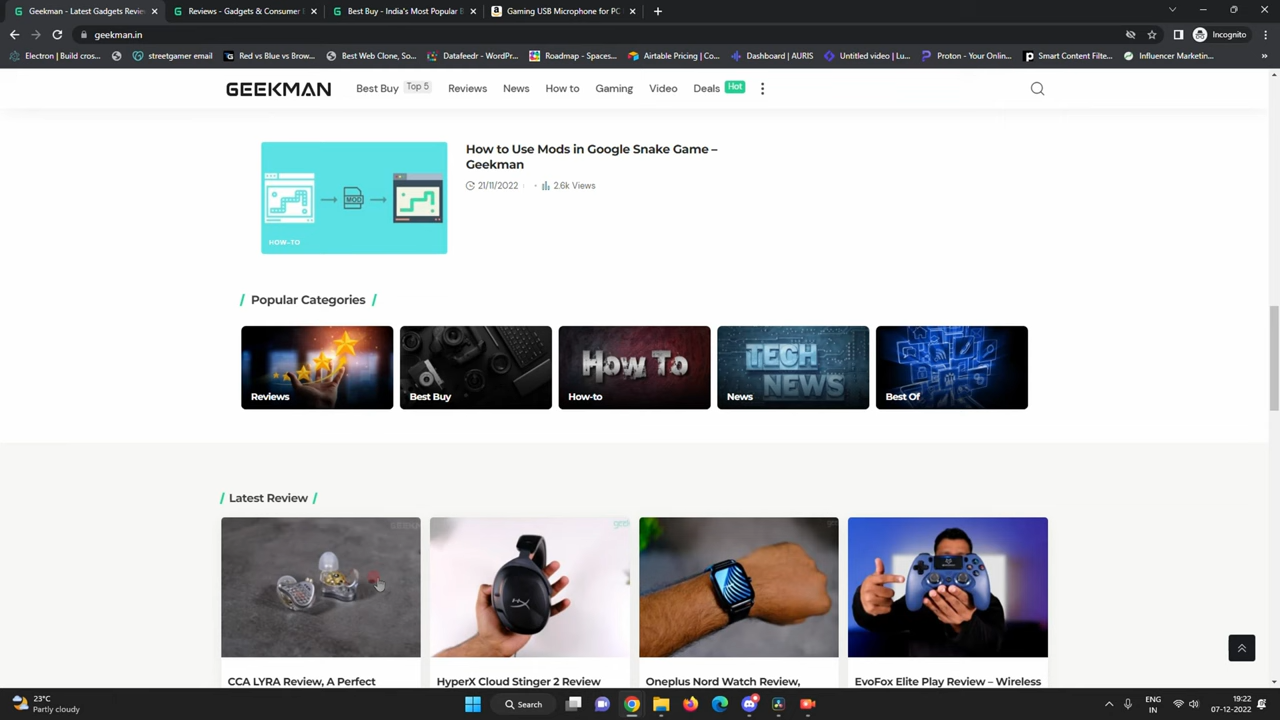 Geekman - Latest Gadgets Revie
Reviews - Gadgets & Consumer E
Best Buy - India's Most Popular B
Gaming USB Microphone for PC
geekman.in
Incognito
Electron | Build cros...
streetgamer email
Red vs Blue vs Brow...
Best Web Clone, So...
Datafeedr - WordPr...
Roadmap - Spaces...
Airtable Pricing | Co...
Dashboard | AURIS
Untitled video | Lu...
Proton - Your Onlin...
Smart Content Filte...
Influencer Marketin...
GEEKMAN
Best Buy Top 5
Reviews
News
How to
Gaming
Video
Deals Hot
How to Use Mods in Google Snake Game –
Geekman
21/11/2022
2.6k Views
MOD
HOW-TO
/ Popular Categories /
Reviews
Best Buy
How To
How-to
TECH
NEWS
News
Best Of
/ Latest Review /
CCA LYRA Review, A Perfect
HyperX Cloud Stinger 2 Review
Oneplus Nord Watch Review,
EvoFox Elite Play Review – Wireless
23°C
Partly cloudy
Search
ENG
IN
19:22
07-12-2022